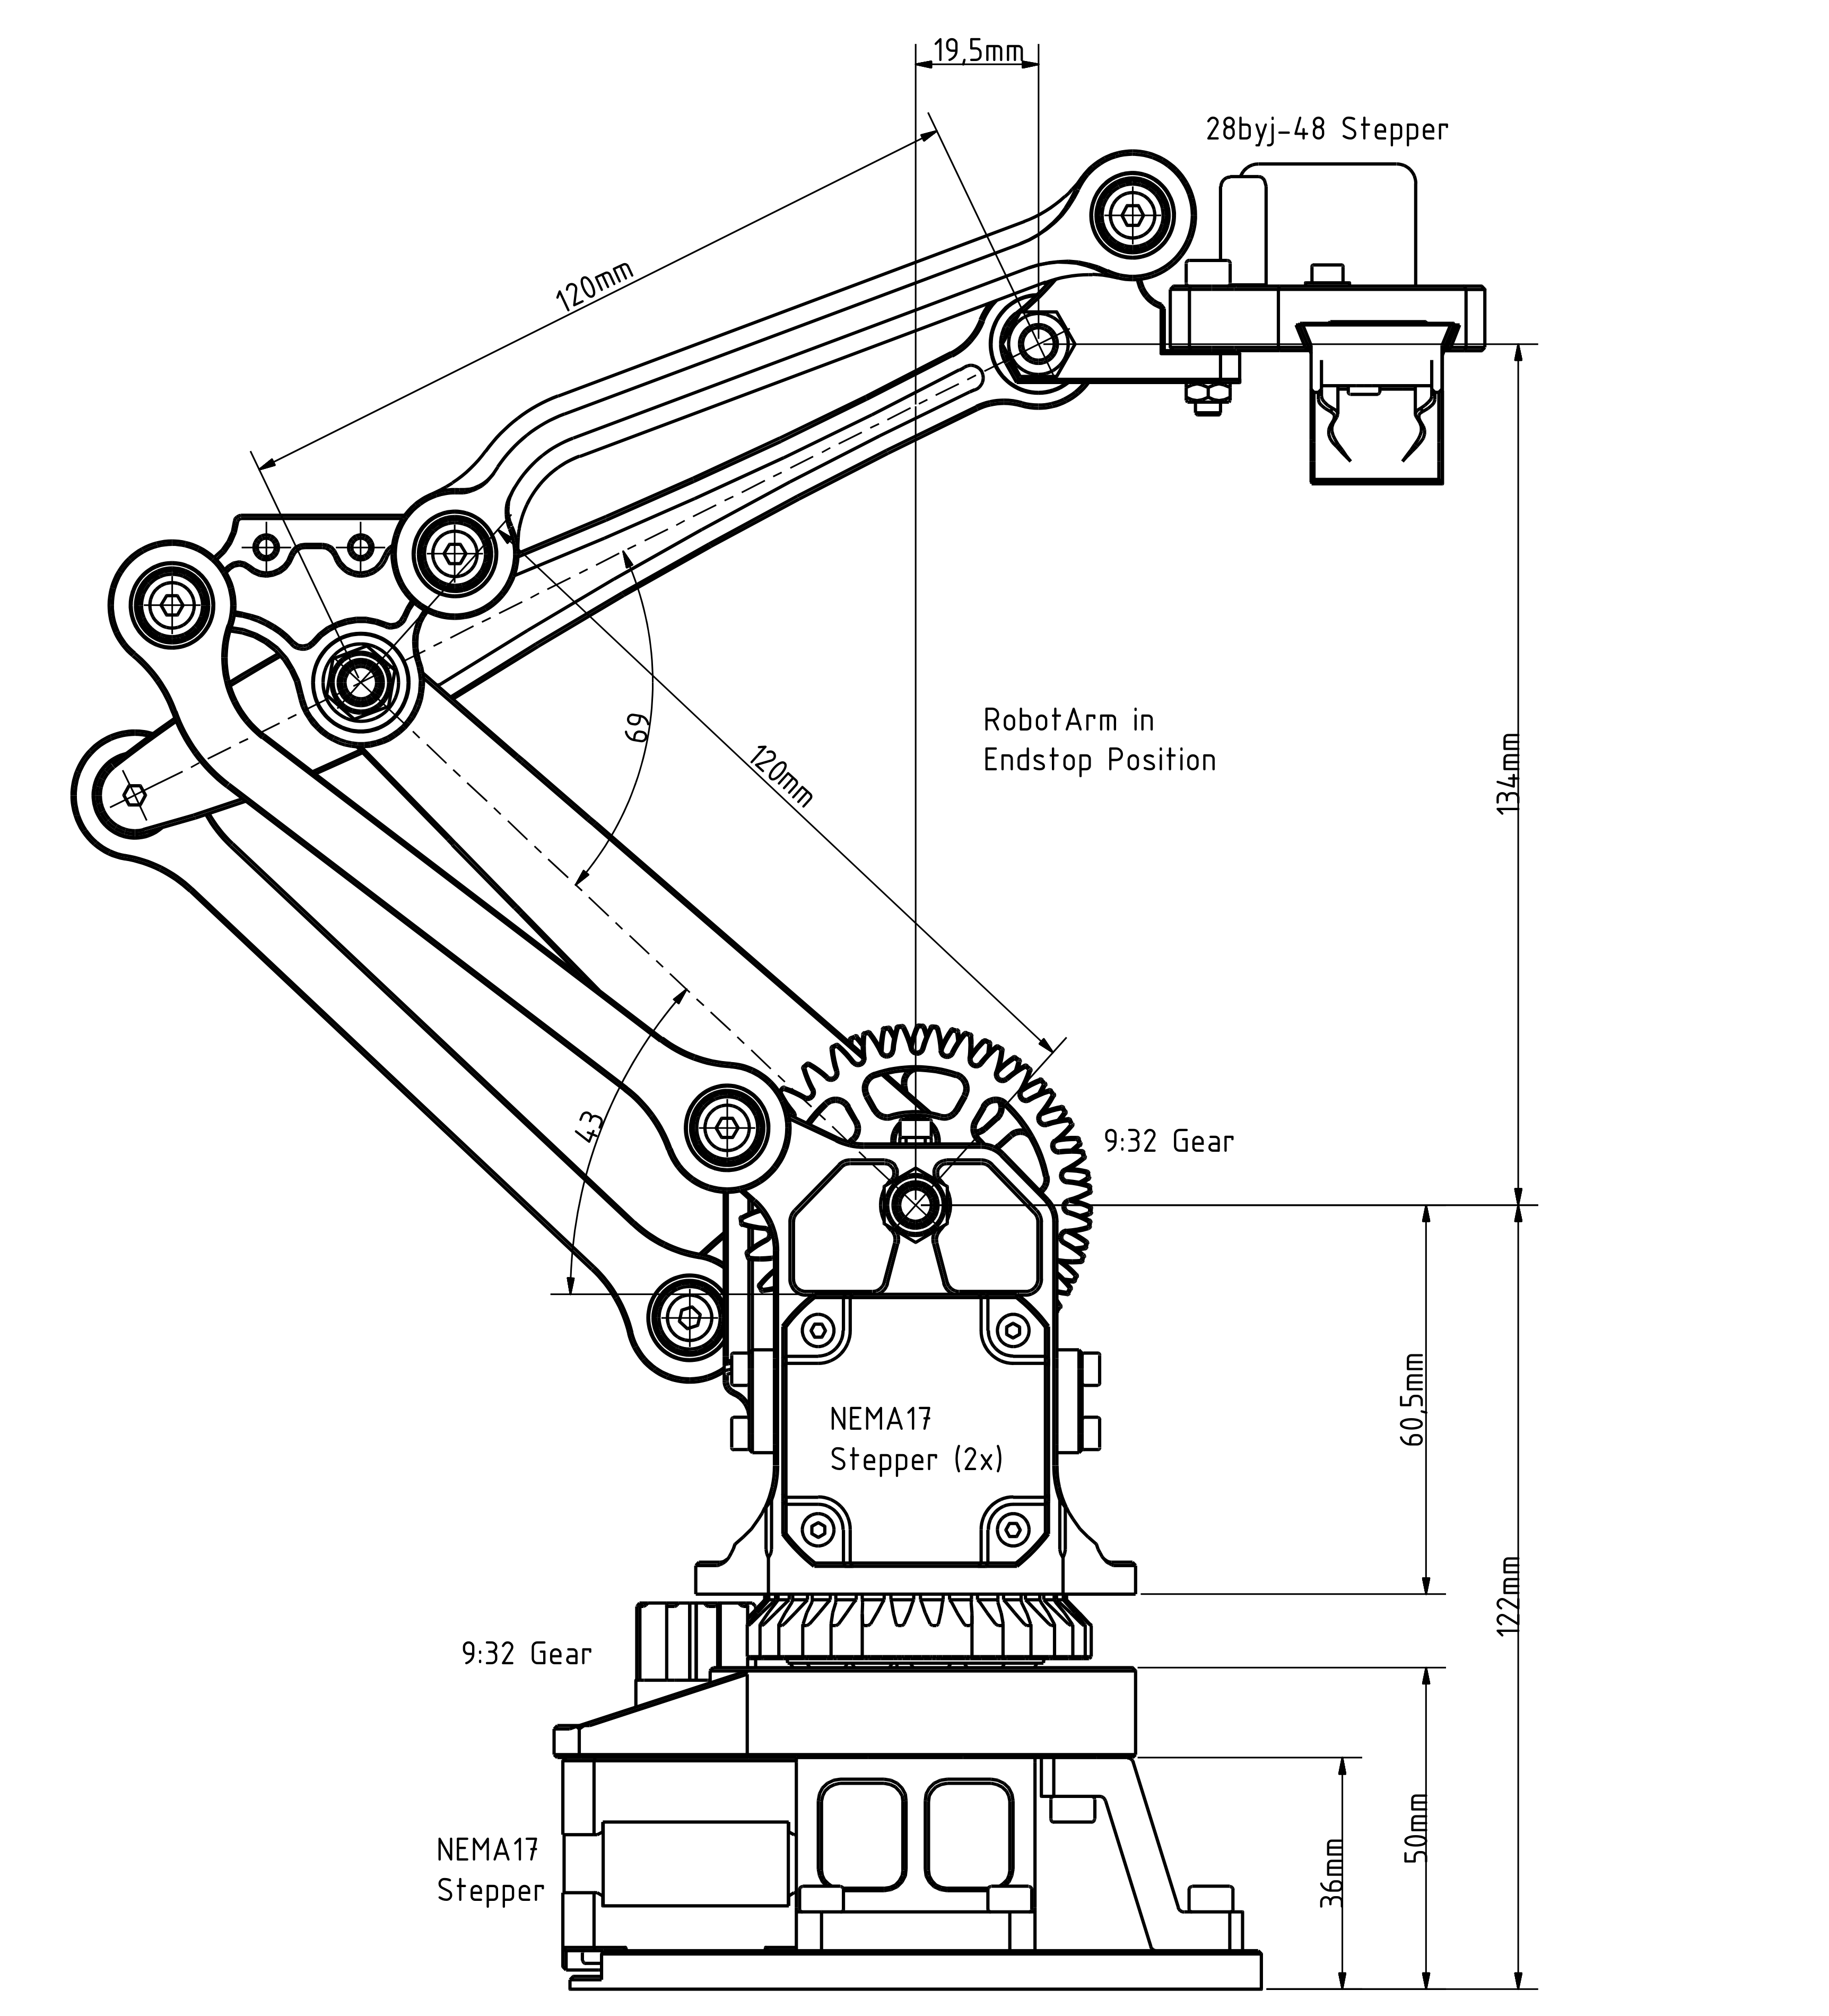 19,5mm
28byj-48 Stepper
120mm
69
120mm
RobotArm in
Endstop Position
134mm
43
9:32 Gear
60,5mm
NEMA17
Stepper (2x)
122mm
9:32 Gear
50mm
36mm
NEMA17
Stepper